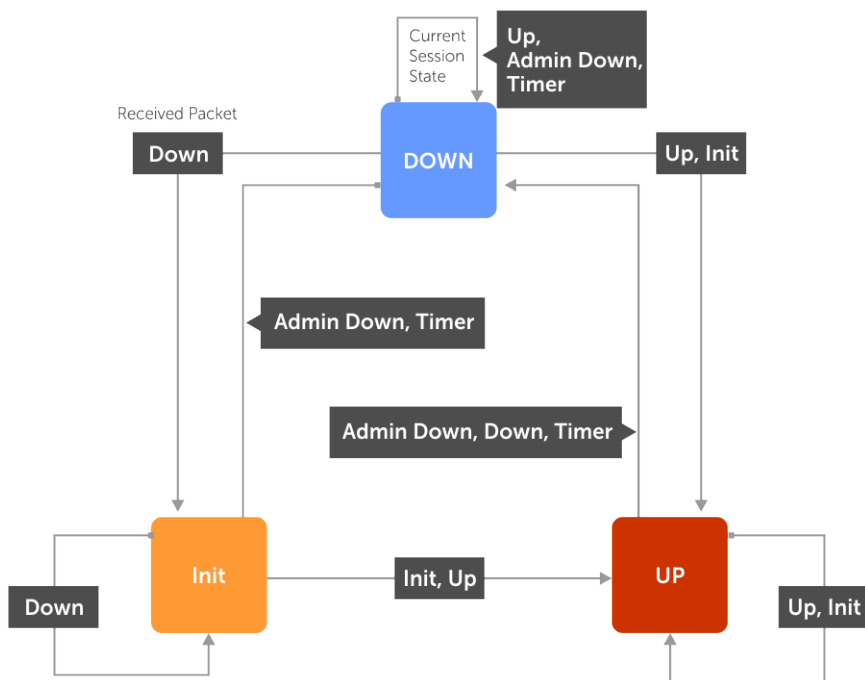 Current
Session
State
Up,
Admin Down,
Timer
Received Packet
Down
DOWN
Up, Init
Admin Down, Timer
Admin Down, Down, Timer
Init
Init, Up
UP
Down
Up, Init